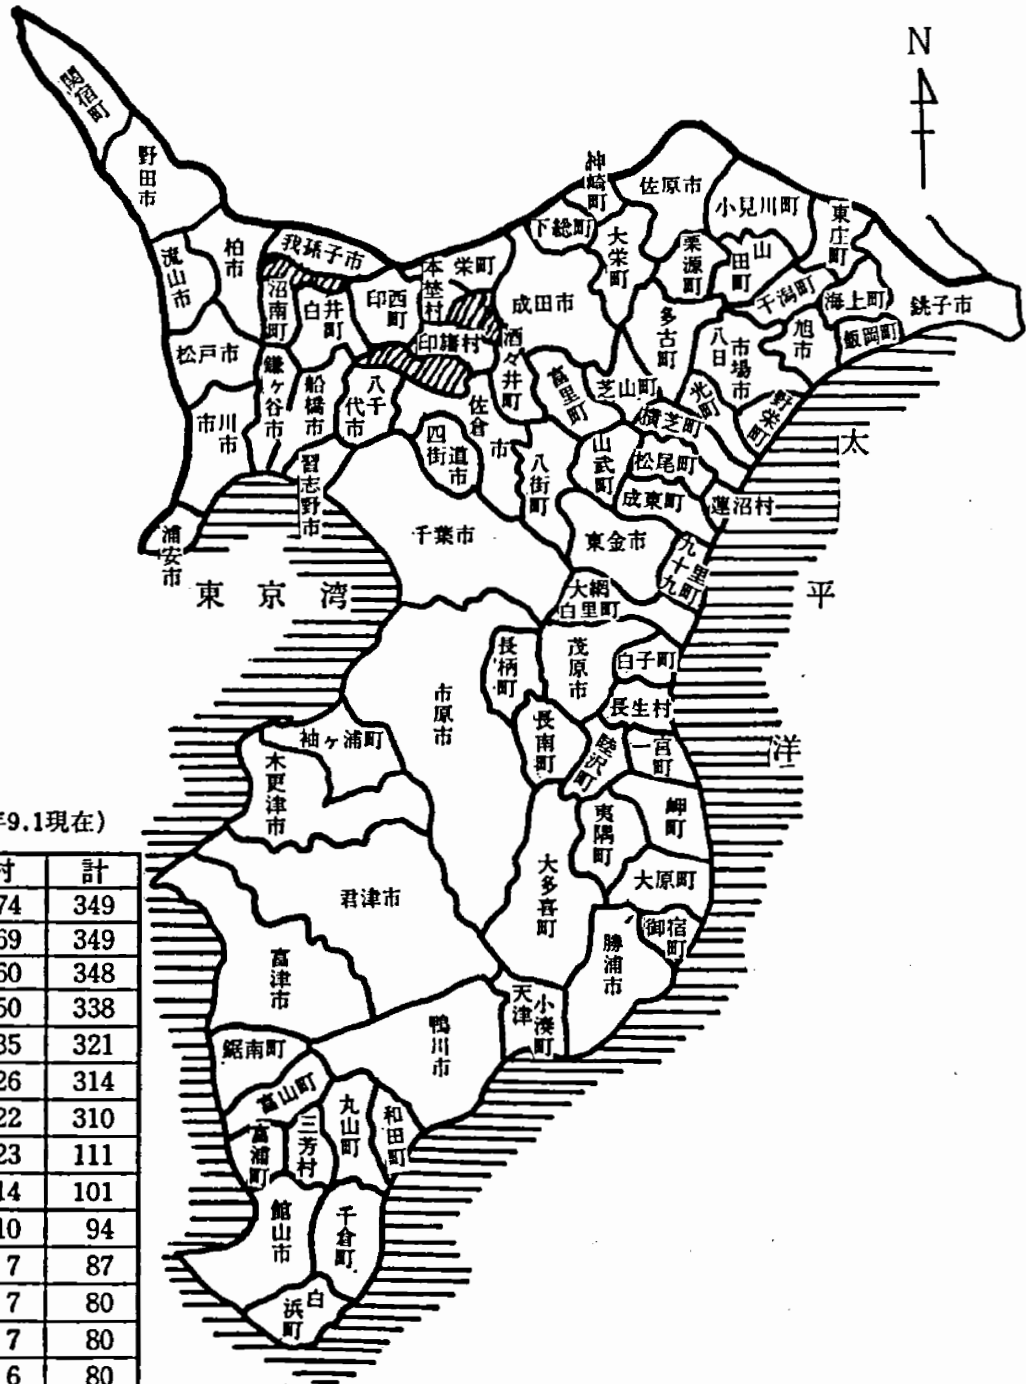 N
関宿町
野田市
神崎町
佐原市
小見川町
東庄町
下総町
大栄町
栗源町
山田町
干潟町
海上町
銚子市
飯岡町
旭市
流山市
柏市
我孫子市
沼南町
白井町
印西町
本埜村
栄町
成田市
印旛村
酒々井町
多古町
八日市場市
光町
野栄町
松戸市
鎌ヶ谷市
船橋市
八千代市
佐倉市
富里町
芝山町
横芝町
市川市
習志野市
四街道市
八街町
山武町
松尾町
成東町
蓮沼村
浦安市
千葉市
東金市
九十九里町
大網白里町
東京湾
太平洋
長柄町
茂原市
白子町
市原市
長生村
袖ヶ浦町
長南町
睦沢町
一宮町
木更津市
夷隅町
岬町
君津市
大多喜町
大原町
御宿町
勝浦市
富津市
天津小湊町
鴨川市
鋸南町
富山町
丸山町
和田町
富浦町
三芳村
館山市
千倉町
白浜町
年9.1現在)
村 計
74 349
69 349
60 348
50 338
35 321
26 314
22 310
23 111
14 101
10 94
7 87
7 80
7 80
6 80